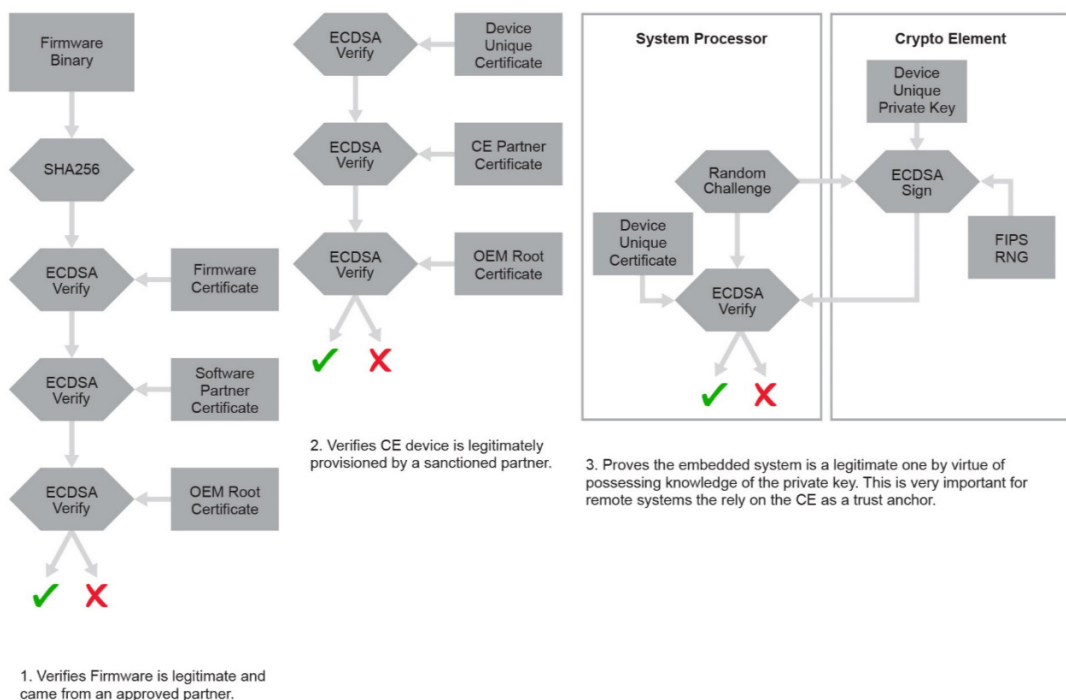 Firmware
Binary
SHA256
ECDSA
Verify
Firmware
Certificate
ECDSA
Verify
Software
Partner
Certificate
ECDSA
Verify
OEM Root
Certificate
1. Verifies Firmware is legitimate and
came from an approved partner.
ECDSA
Verify
Device
Unique
Certificate
ECDSA
Verify
CE Partner
Certificate
ECDSA
Verify
OEM Root
Certificate
2. Verifies CE device is legitimately
provisioned by a sanctioned partner.
System Processor
Random
Challenge
Device
Unique
Certificate
ECDSA
Verify
Crypto Element
Device
Unique
Private Key
ECDSA
Sign
FIPS
RNG
3. Proves the embedded system is a legitimate one by virtue of
possessing knowledge of the private key. This is very important for
remote systems the rely on the CE as a trust anchor.